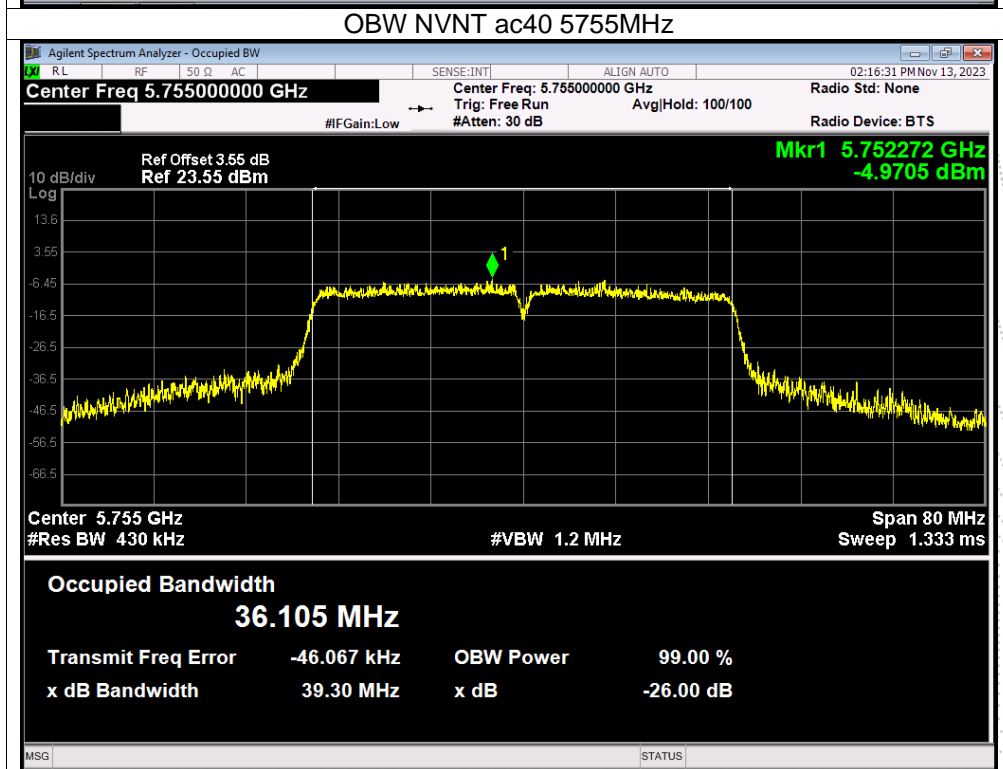 OBW NVNT ac40 5755MHz
Agilent Spectrum Analyzer - Occupied BW
LXI RL RF 50 Ω AC SENSE:INT ALIGN AUTO 02:16:31 PM Nov 13, 2023
Center Freq 5.755000000 GHz
Center Freq: 5.755000000 GHz Radio Std: None
Trig: Free Run Avg|Hold: 100/100
#IFGain:Low #Atten: 30 dB Radio Device: BTS
Mkr1 5.752272 GHz
-4.9705 dBm
Ref Offset 3.55 dB
10 dB/div Ref 23.55 dBm
Log
13.6
3.55
1
-6.45
-16.5
-26.5
-36.5
-46.5
-56.5
-66.5
Center 5.755 GHz Span 80 MHz
#Res BW 430 kHz #VBW 1.2 MHz Sweep 1.333 ms
Occupied Bandwidth
36.105 MHz
Transmit Freq Error -46.067 kHz OBW Power 99.00 %
x dB Bandwidth 39.30 MHz x dB -26.00 dB
MSG STATUS